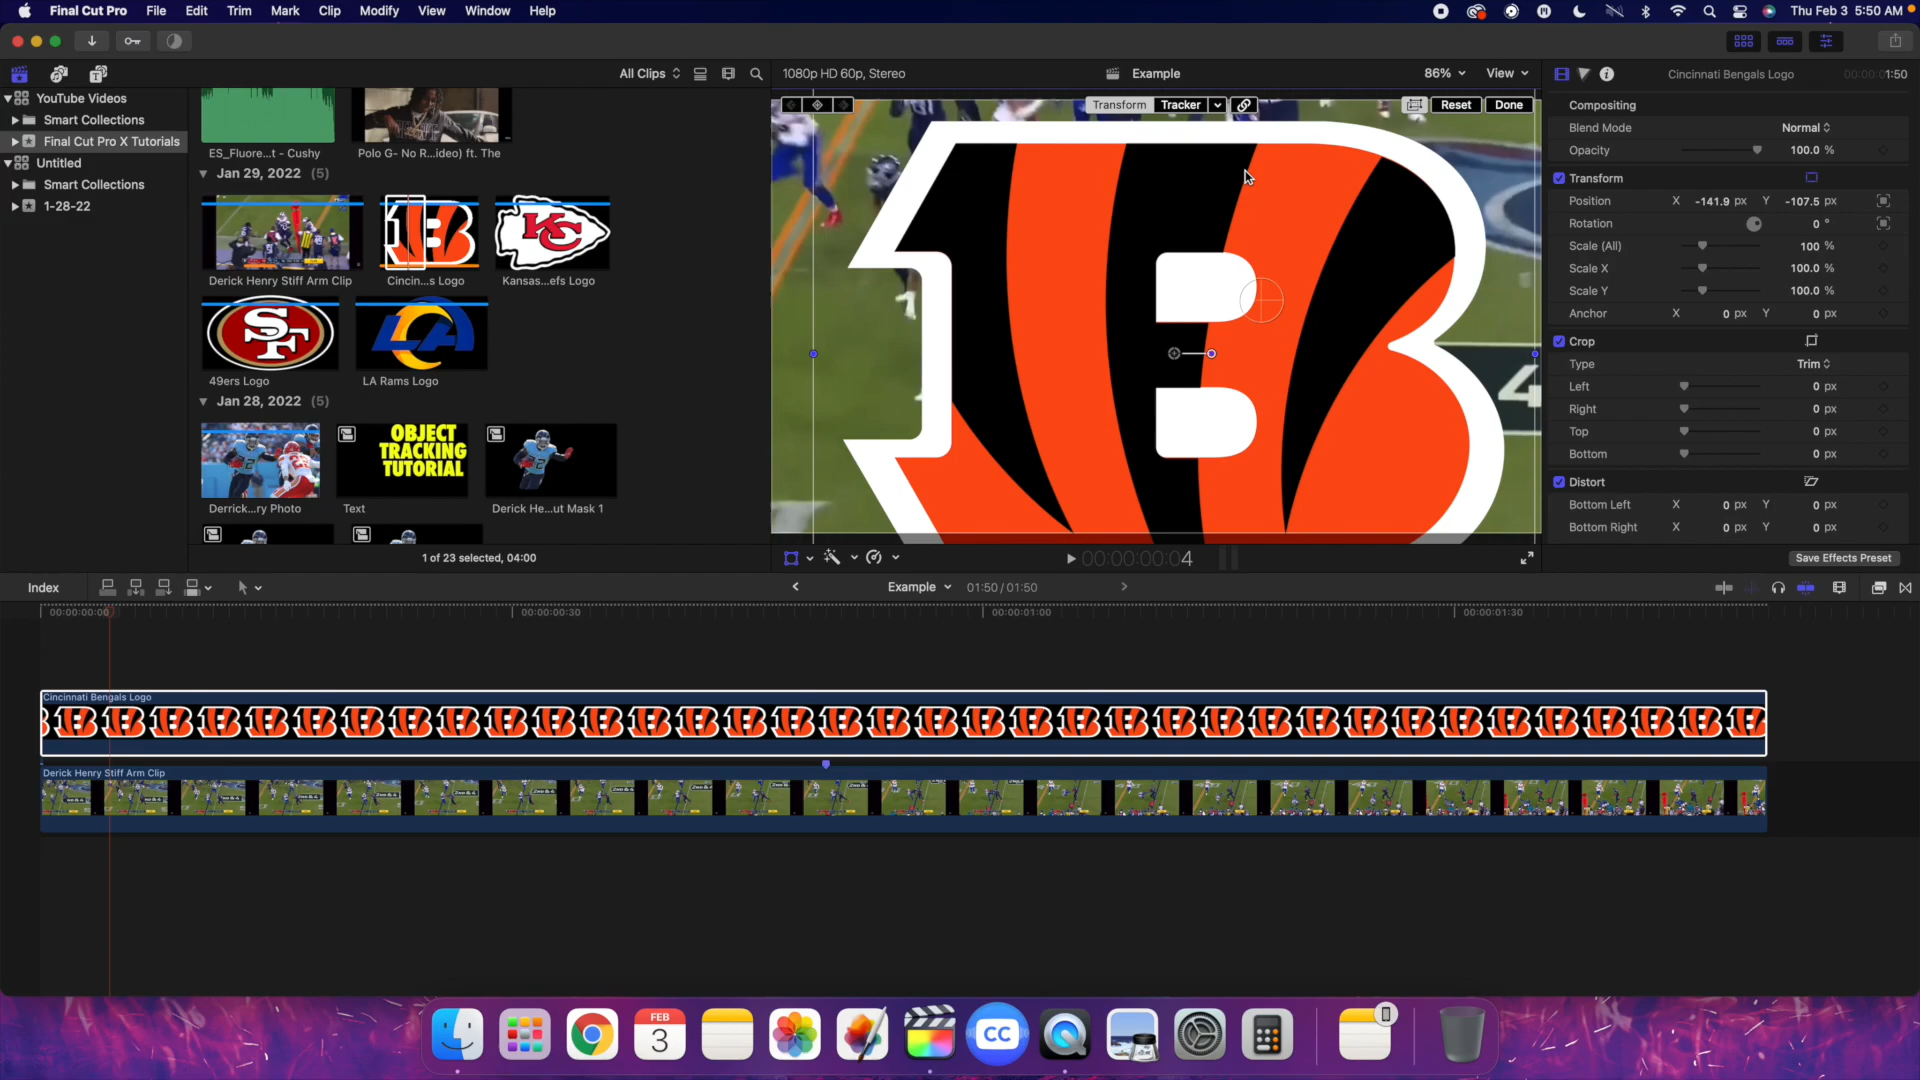 Final Cut Pro File Edit Trim Mark Clip Modify View Window Help Thu Feb 3 5:50 AM
All Clips 1080p HD 60p, Stereo Example 86% View Cincinnati Bengals Logo 1:50
YouTube Videos
Smart Collections
Final Cut Pro X Tutorials
Untitled
Smart Collections
1-28-22
ES_Fluore...t - Cushy Polo G- No R...ideo) ft. The
Jan 29, 2022 (5)
Derick Henry Stiff Arm Clip Cincin...s Logo Kansas...efs Logo
49ers Logo LA Rams Logo
Jan 28, 2022 (5)
OBJECT
TRACKING
TUTORIAL
Derrick...ry Photo Text Derick He...ut Mask 1
1 of 23 selected, 04:00
Transform Tracker Reset Done
4
00:00:00:04
Compositing
Blend Mode Normal
Opacity 100.0 %
Transform
Position X -141.9 px Y -107.5 px
Rotation 0 °
Scale (All) 100 %
Scale X 100.0 %
Scale Y 100.0 %
Anchor X 0 px Y 0 px
Crop
Type Trim
Left 0 px
Right 0 px
Top 0 px
Bottom 0 px
Distort
Bottom Left X 0 px Y 0 px
Bottom Right X 0 px Y 0 px
Save Effects Preset
Index Example 01:50 / 01:50
00:00:00:00 00:00:00:30 00:00:01:00 00:00:01:30
Cincinnati Bengals Logo
Derick Henry Stiff Arm Clip
FEB
3
CC